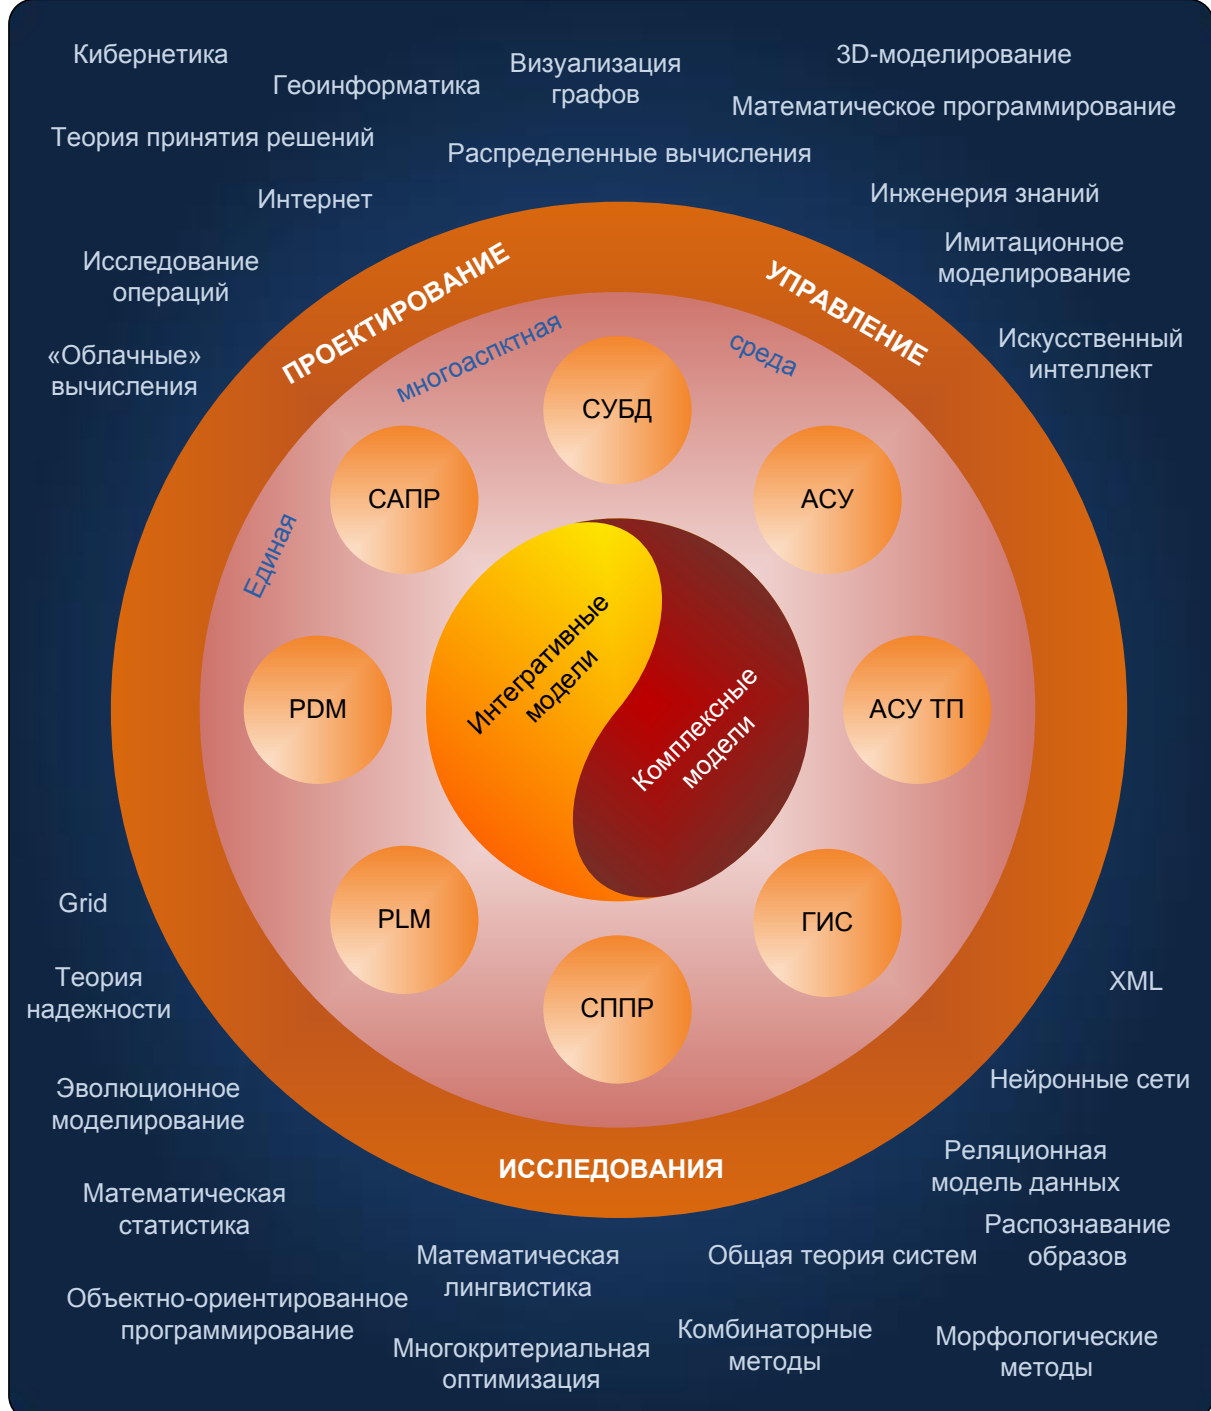 Кибернетика
Геоинформатика
Визуализация
графов
3D-моделирование
Математическое программирование
Теория принятия решений
Распределенные вычисления
Интернет
Инженерия знаний
Исследование
операций
Имитационное
моделирование
«Облачные»
вычисления
Искусственный
интеллект
ПРОЕКТИРОВАНИЕ
УПРАВЛЕНИЕ
Единая
многоаспктная
среда
СУБД
САПР
АСУ
PDM
АСУ ТП
Интегративные
модели
Комплексные
модели
PLM
ГИС
СППР
ИССЛЕДОВАНИЯ
Grid
Теория
надежности
XML
Эволюционное
моделирование
Нейронные сети
Математическая
статистика
Реляционная
модель данных
Распознавание
образов
Математическая
лингвистика
Общая теория систем
Объектно-ориентированное
программирование
Многокритериальная
оптимизация
Комбинаторные
методы
Морфологические
методы